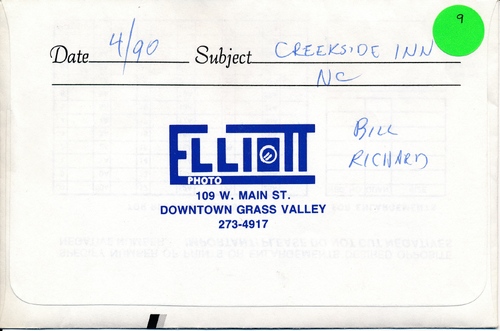 9
Date 4/90 Subject CREEKSIDE INN
NC
BILL
RICHARD
ELLIOTT
PHOTO
109 W. MAIN ST.
DOWNTOWN GRASS VALLEY
273-4917